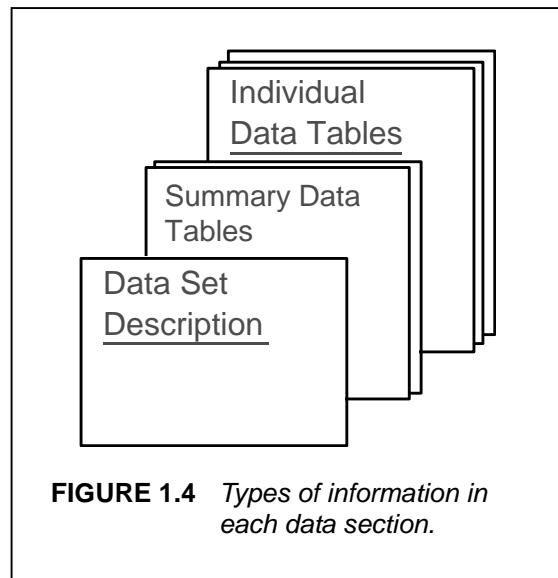 Individual
Data Tables
Summary Data
Tables
Data Set
Description
FIGURE 1.4 Types of information in
each data section.